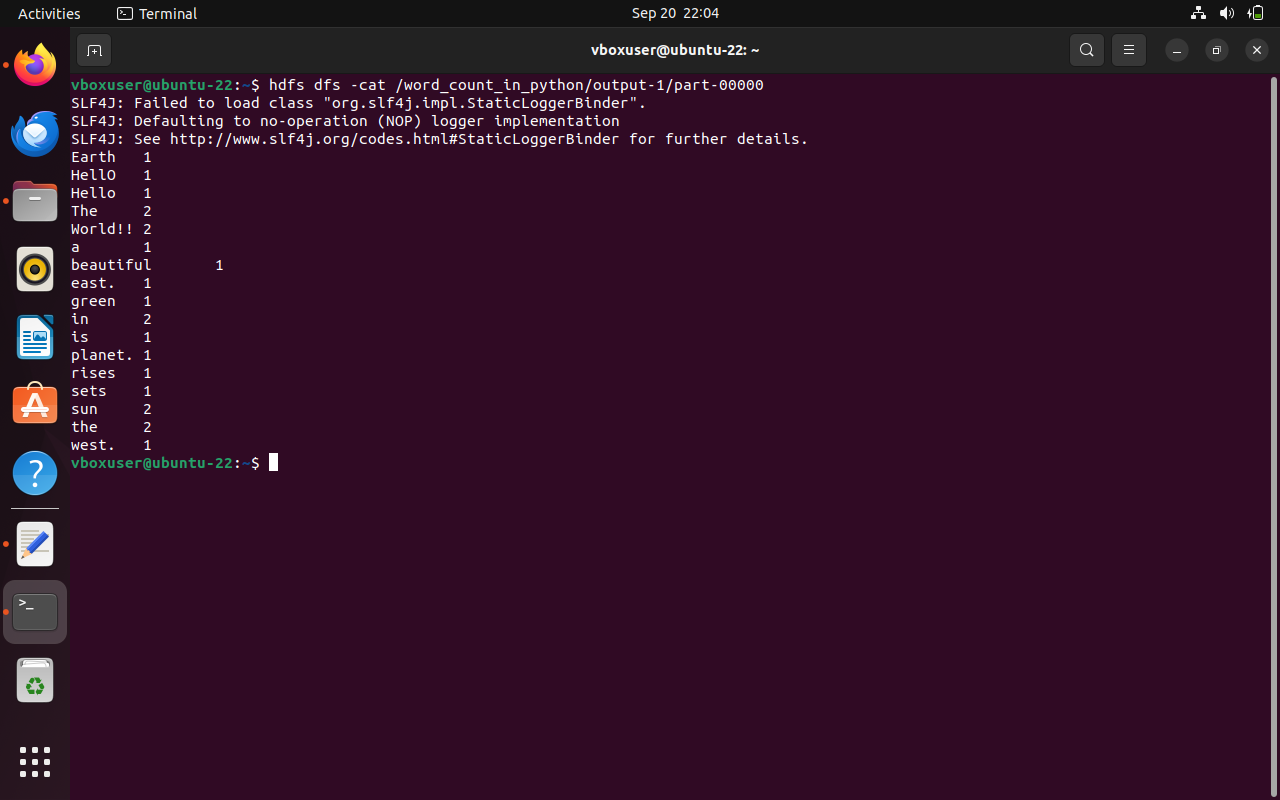 Activities Terminal Sep 20 22:04
vboxuser@ubuntu-22: ~
vboxuser@ubuntu-22:~$ hdfs dfs -cat /word_count_in_python/output-1/part-00000
SLF4J: Failed to load class "org.slf4j.impl.StaticLoggerBinder".
SLF4J: Defaulting to no-operation (NOP) logger implementation
SLF4J: See http://www.slf4j.org/codes.html#StaticLoggerBinder for further details.
Earth 1
HellO 1
Hello 1
The 2
World!! 2
a 1
beautiful 1
east. 1
green 1
in 2
is 1
planet. 1
rises 1
sets 1
sun 2
the 2
west. 1
vboxuser@ubuntu-22:~$